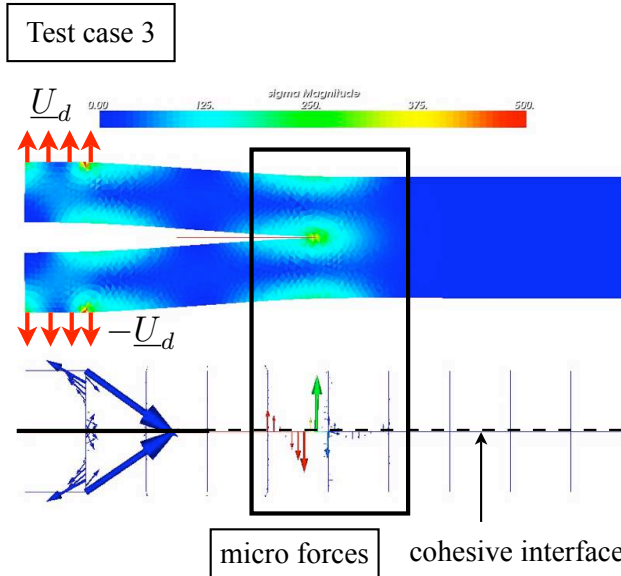 Test case 3
sigma Magnitude
0.00 125. 250. 375. 500.
U_d
-U_d
micro forces
cohesive interface